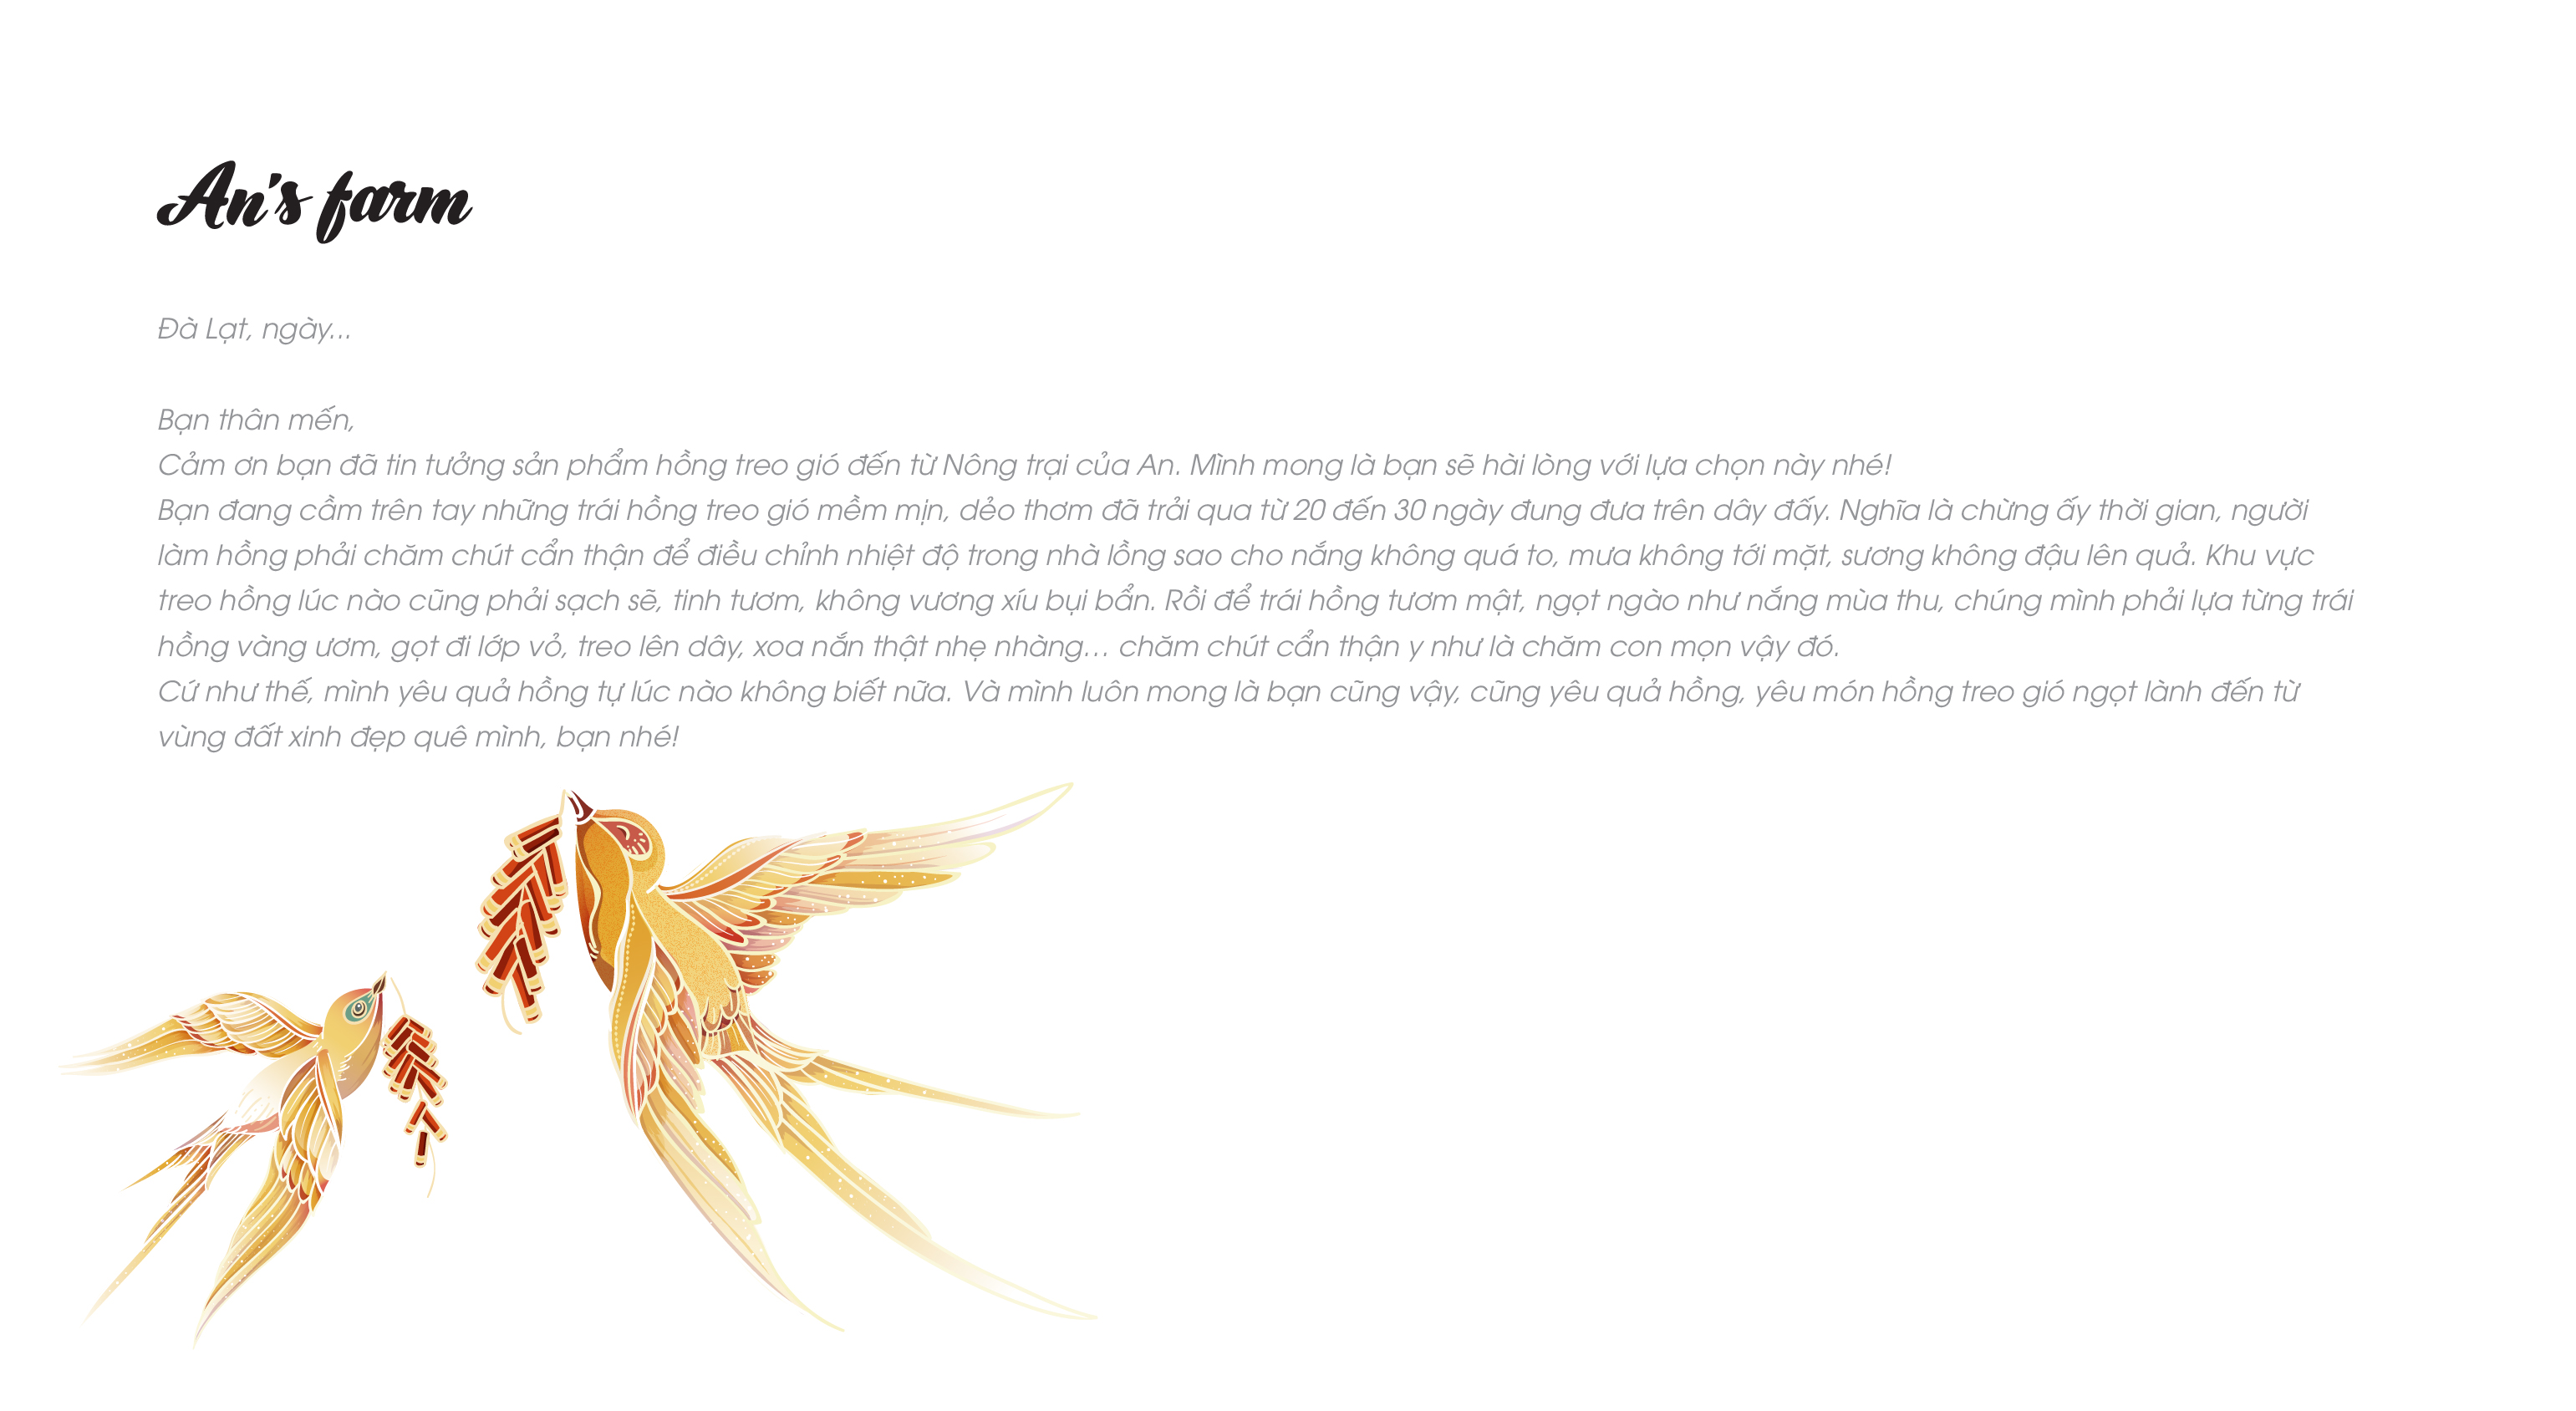 An's farm
Đà Lạt, ngày...
Bạn thân mến,
Cảm ơn bạn đã tin tưởng sản phẩm hồng treo gió đến từ Nông trại của An. Mình mong là bạn sẽ hài lòng với lựa chọn này nhé!
Bạn đang cầm trên tay những trái hồng treo gió mềm mịn, dẻo thơm đã trải qua từ 20 đến 30 ngày đung đưa trên dây đấy. Nghĩa là chừng ấy thời gian, người
làm hồng phải chăm chút cẩn thận để điều chỉnh nhiệt độ trong nhà lồng sao cho nắng không quá to, mưa không tới mặt, sương không đậu lên quả. Khu vực
treo hồng lúc nào cũng phải sạch sẽ, tinh tươm, không vương xíu bụi bẩn. Rồi để trái hồng tươm mật, ngọt ngào như nắng mùa thu, chúng mình phải lựa từng trái
hồng vàng ươm, gọt đi lớp vỏ, treo lên dây, xoa nắn thật nhẹ nhàng... chăm chút cẩn thận y như là chăm con mọn vậy đó.
Cứ như thế, mình yêu quả hồng tự lúc nào không biết nữa. Và mình luôn mong là bạn cũng vậy, cũng yêu quả hồng, yêu món hồng treo gió ngọt lành đến từ
vùng đất xinh đẹp quê mình, bạn nhé!